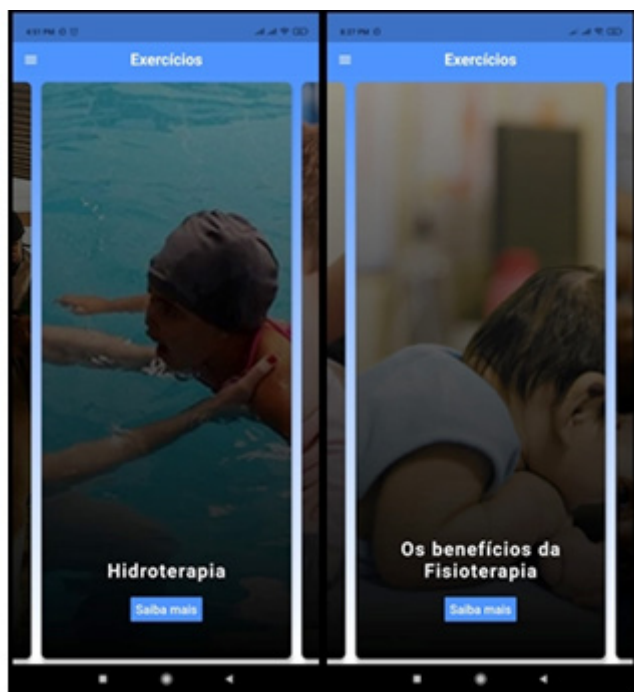 Exercícios
Hidroterapia
Saiba mais
Exercícios
Os benefícios da
Fisioterapia
Saiba mais